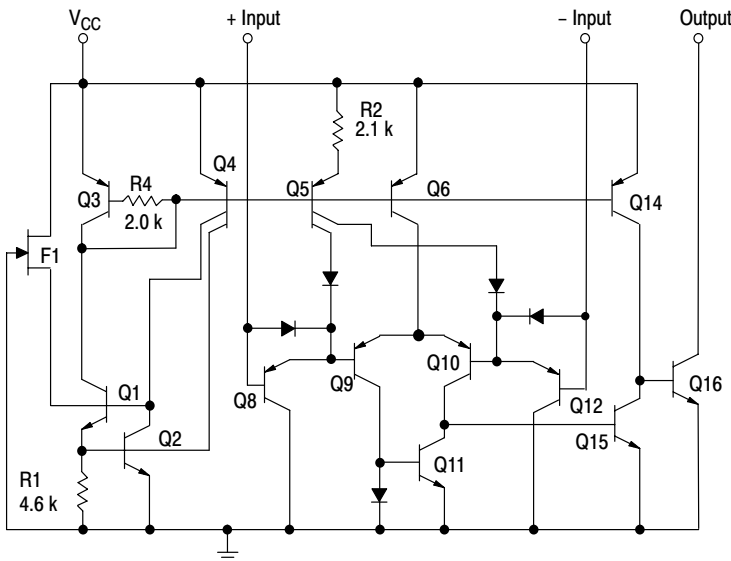 VCC
+ Input
– Input
Output
R2
2.1 k
Q4
R4
Q3
Q5
Q6
2.0 k
Q14
F1
Q10
Q1
Q8
Q9
Q12
Q16
Q2
Q15
R1
Q11
4.6 k